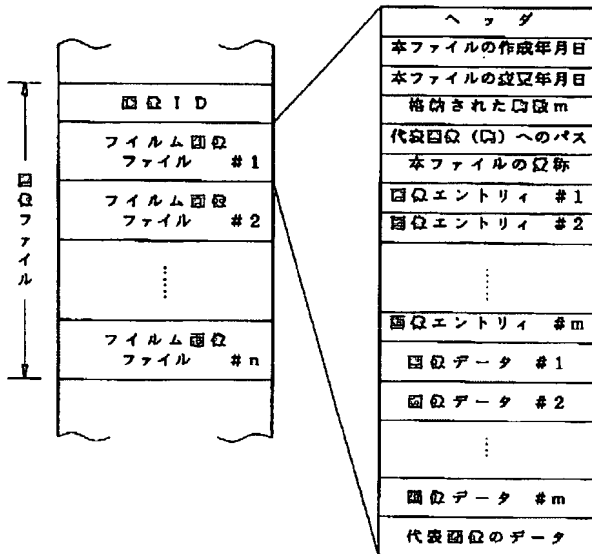 画像ID
フィルム画像
ファイル #1
フィルム画像
ファイル #2
フィルム画像
ファイル #n
画像ファイル
ヘッダ
本ファイルの作成年月日
本ファイルの変更年月日
格納された 数m
代表画像()へのパス
本ファイルの名称
画像エントリィ #1
画像エントリィ #2
画像エントリィ #m
画像データ #1
画像データ #2
画像データ #m
代表画像のデータ